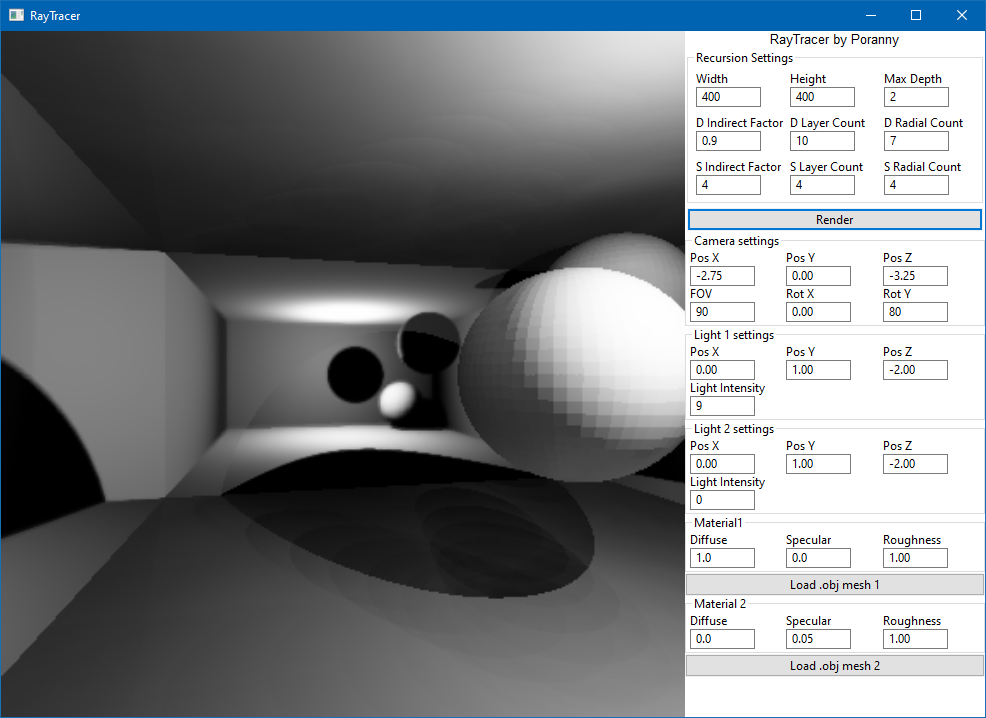 RayTracer
RayTracer by Poranny
Recursion Settings
Width Height Max Depth
400 400 2
D Indirect Factor D Layer Count D Radial Count
0.9 10 7
S Indirect Factor S Layer Count S Radial Count
4 4 4
Render
Camera settings
Pos X Pos Y Pos Z
-2.75 0.00 -3.25
FOV Rot X Rot Y
90 0.00 80
Light 1 settings
Pos X Pos Y Pos Z
0.00 1.00 -2.00
Light Intensity
9
Light 2 settings
Pos X Pos Y Pos Z
0.00 1.00 -2.00
Light Intensity
0
Material1
Diffuse Specular Roughness
1.0 0.0 1.00
Load .obj mesh 1
Material 2
Diffuse Specular Roughness
0.0 0.05 1.00
Load .obj mesh 2